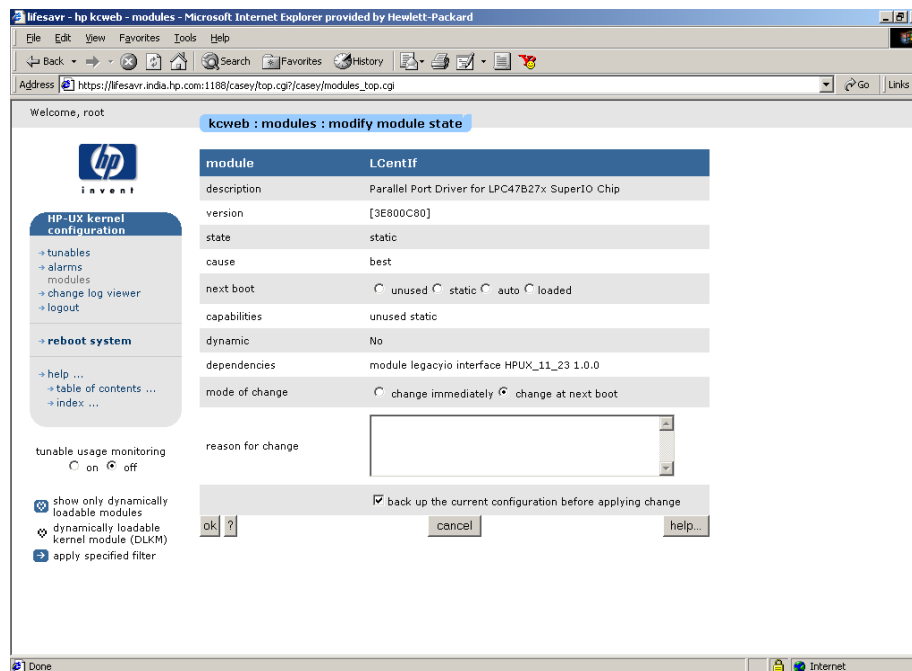 lifesavr - hp kcweb - modules - Microsoft Internet Explorer provided by Hewlett-Packard
File Edit View Favorites Tools Help
Back Search Favorites History
Address https://lifesavr.india.hp.com:1188/casey/top.cgi?/casey/modules_top.cgi Go Links
Welcome, root
kcweb : modules : modify module state
hp
invent
HP-UX kernel
configuration
tunables
alarms
modules
change log viewer
logout
reboot system
help ...
table of contents ...
index ...
tunable usage monitoring
on off
show only dynamically
loadable modules
dynamically loadable
kernel module (DLKM)
apply specified filter
module LCentIf
description Parallel Port Driver for LPC47B27x SuperIO Chip
version [3E800C80]
state static
cause best
next boot unused static auto loaded
capabilities unused static
dynamic No
dependencies module legacyio interface HPUX_11_23 1.0.0
mode of change change immediately change at next boot
reason for change
back up the current configuration before applying change
ok ? cancel help...
Done Internet